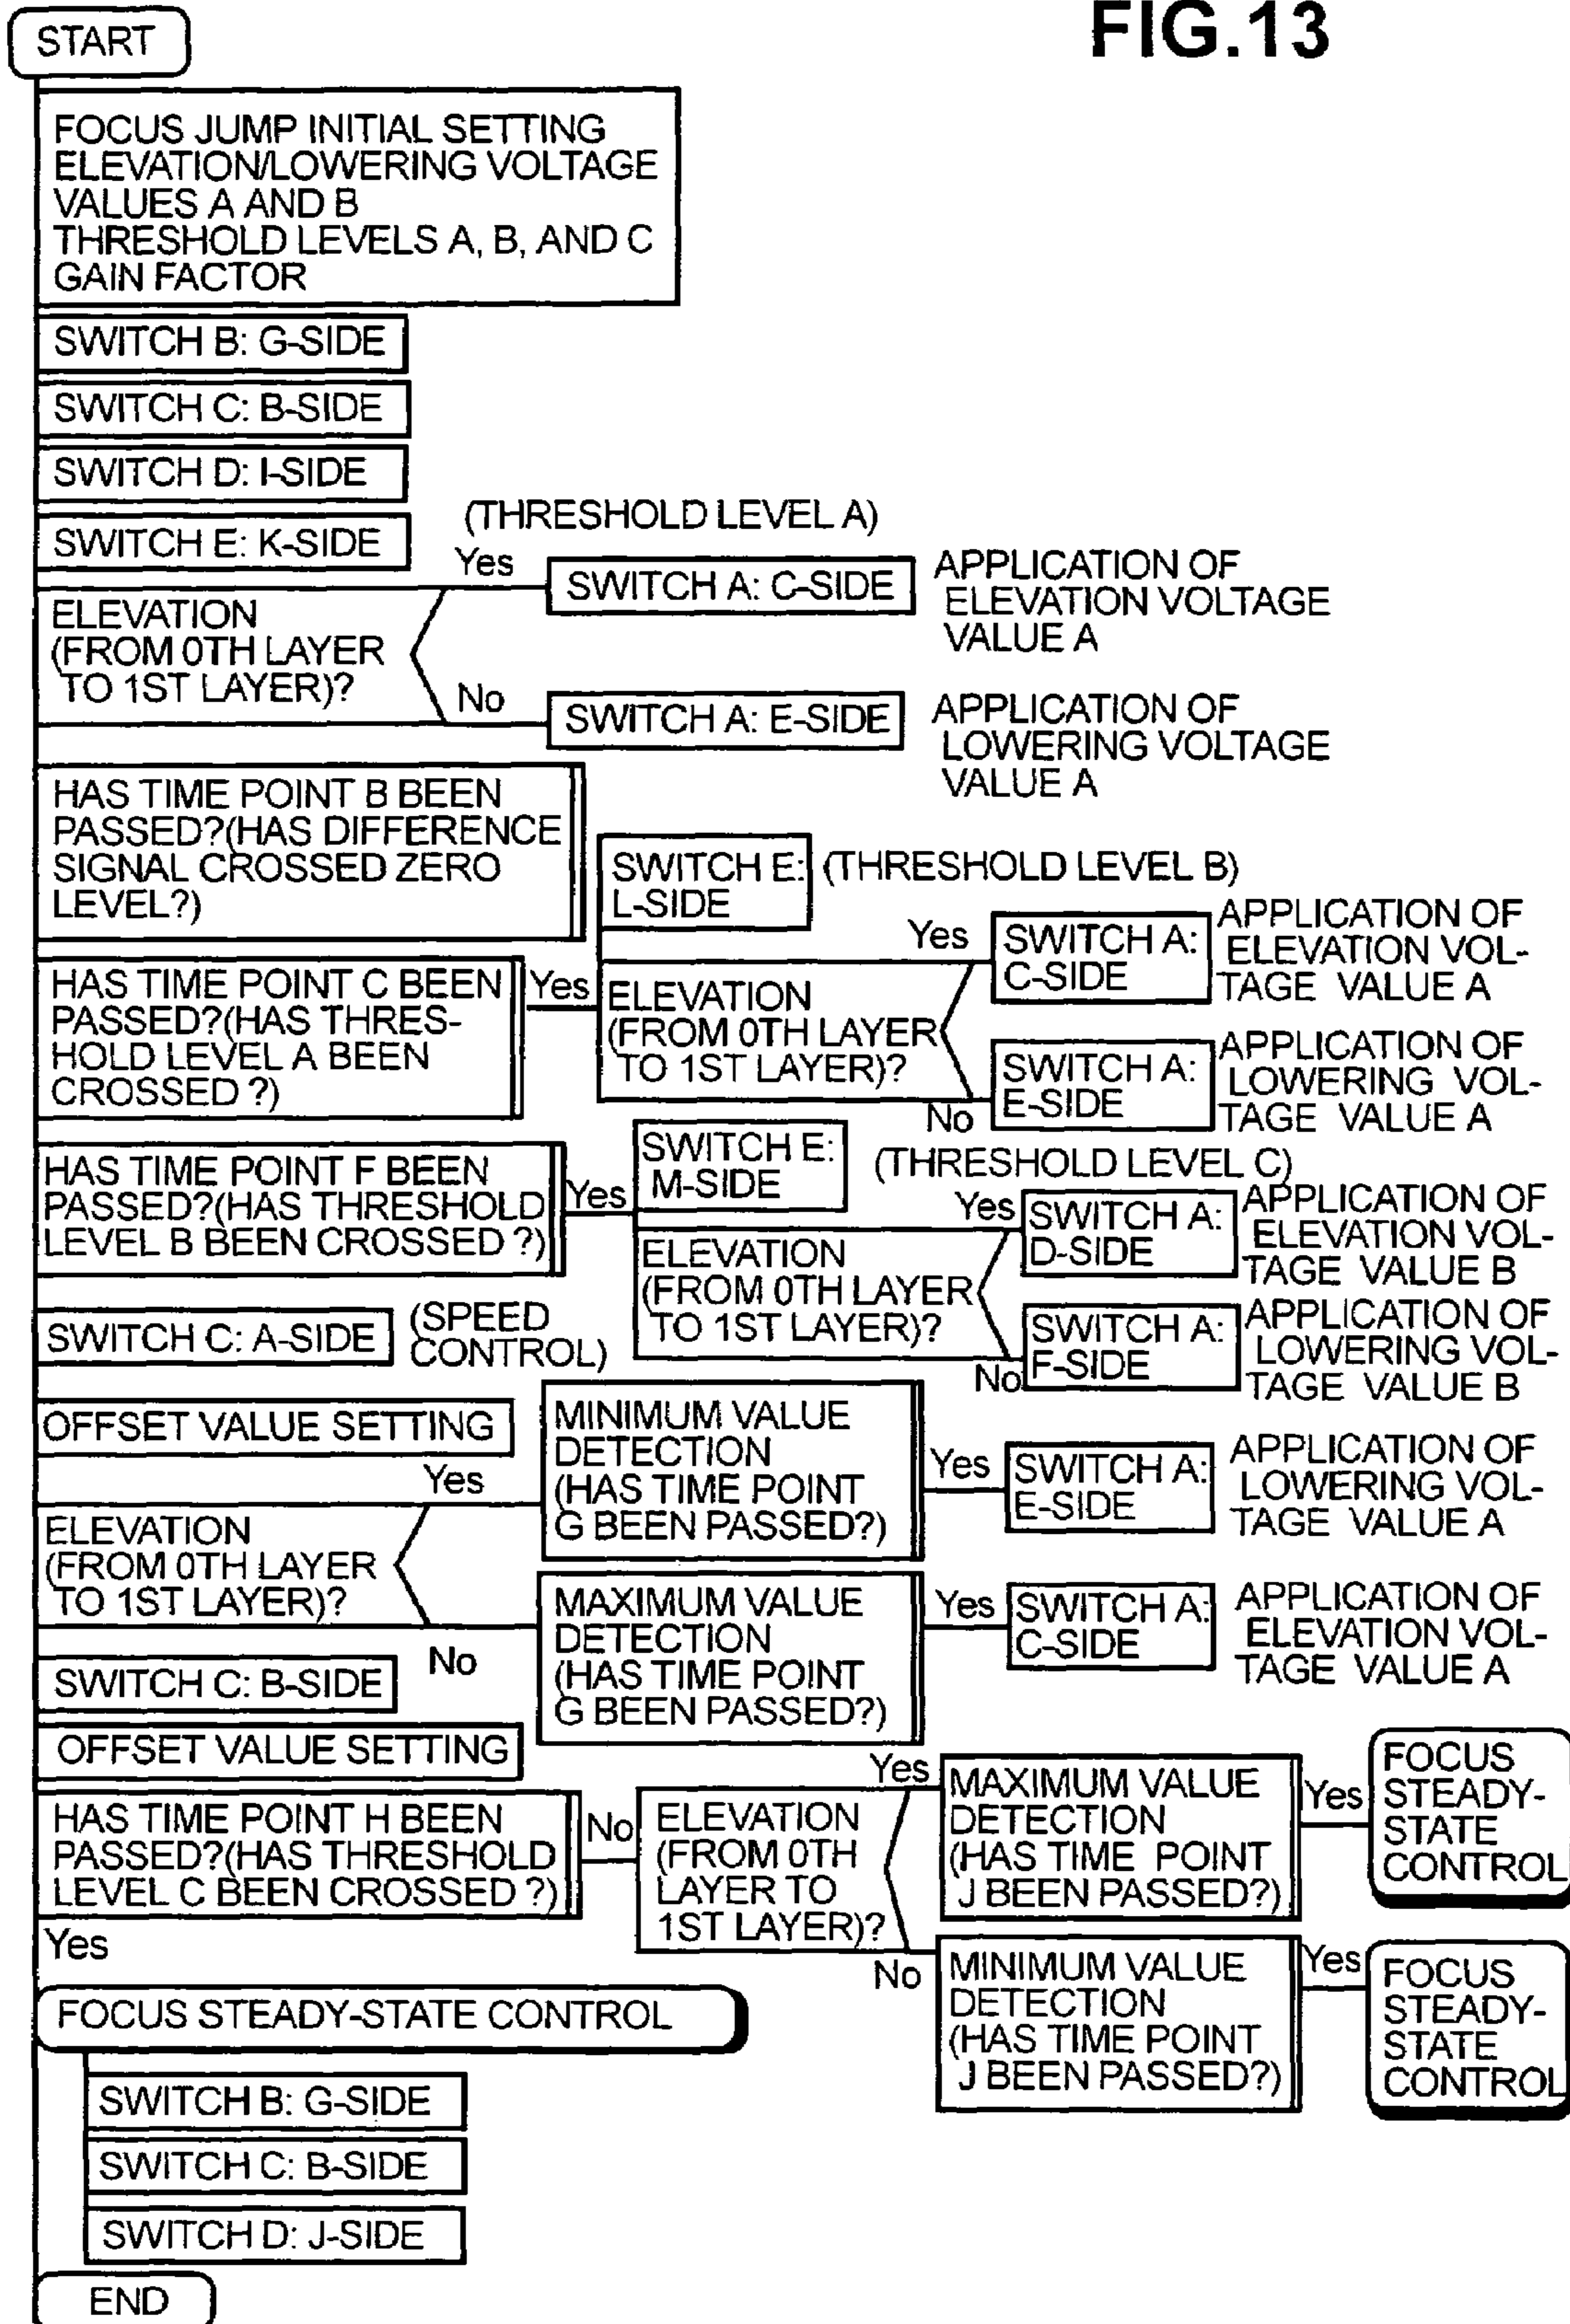 FIG.13
START
FOCUS JUMP INITIAL SETTING
ELEVATION/LOWERING VOLTAGE
VALUES A AND B
THRESHOLD LEVELS A, B, AND C
GAIN FACTOR
SWITCH B: G-SIDE
SWITCH C: B-SIDE
SWITCH D: I-SIDE
SWITCH E: K-SIDE
(THRESHOLD LEVEL A)
ELEVATION
(FROM 0TH LAYER
TO 1ST LAYER)?
Yes
SWITCH A: C-SIDE
APPLICATION OF
ELEVATION VOLTAGE
VALUE A
No
SWITCH A: E-SIDE
APPLICATION OF
LOWERING VOLTAGE
VALUE A
HAS TIME POINT B BEEN
PASSED?(HAS DIFFERENCE
SIGNAL CROSSED ZERO
LEVEL?)
HAS TIME POINT C BEEN
PASSED?(HAS THRES-
HOLD LEVEL A BEEN
CROSSED ?)
Yes
SWITCH E:
L-SIDE
(THRESHOLD LEVEL B)
ELEVATION
(FROM 0TH LAYER
TO 1ST LAYER)?
Yes
SWITCH A:
C-SIDE
APPLICATION OF
ELEVATION VOL-
TAGE VALUE A
No
SWITCH A:
E-SIDE
APPLICATION OF
LOWERING VOL-
TAGE VALUE A
HAS TIME POINT F BEEN
PASSED?(HAS THRESHOLD
LEVEL B BEEN CROSSED ?)
Yes
SWITCH E:
M-SIDE
(THRESHOLD LEVEL C)
ELEVATION
(FROM 0TH LAYER
TO 1ST LAYER)?
Yes
SWITCH A:
D-SIDE
APPLICATION OF
ELEVATION VOL-
TAGE VALUE B
No
SWITCH A:
F-SIDE
APPLICATION OF
LOWERING VOL-
TAGE VALUE B
SWITCH C: A-SIDE
(SPEED
CONTROL)
OFFSET VALUE SETTING
ELEVATION
(FROM 0TH LAYER
TO 1ST LAYER)?
Yes
MINIMUM VALUE
DETECTION
(HAS TIME POINT
G BEEN PASSED?)
Yes
SWITCH A:
E-SIDE
APPLICATION OF
LOWERING VOL-
TAGE VALUE A
No
MAXIMUM VALUE
DETECTION
(HAS TIME POINT
G BEEN PASSED?)
Yes
SWITCH A:
C-SIDE
APPLICATION OF
ELEVATION VOL-
TAGE VALUE A
SWITCH C: B-SIDE
OFFSET VALUE SETTING
HAS TIME POINT H BEEN
PASSED?(HAS THRESHOLD
LEVEL C BEEN CROSSED ?)
No
ELEVATION
(FROM 0TH
LAYER TO
1ST LAYER)?
Yes
MAXIMUM VALUE
DETECTION
(HAS TIME POINT
J BEEN PASSED?)
Yes
FOCUS
STEADY-
STATE
CONTROL
No
MINIMUM VALUE
DETECTION
(HAS TIME POINT
J BEEN PASSED?)
Yes
FOCUS
STEADY-
STATE
CONTROL
Yes
FOCUS STEADY-STATE CONTROL
SWITCH B: G-SIDE
SWITCH C: B-SIDE
SWITCH D: J-SIDE
END